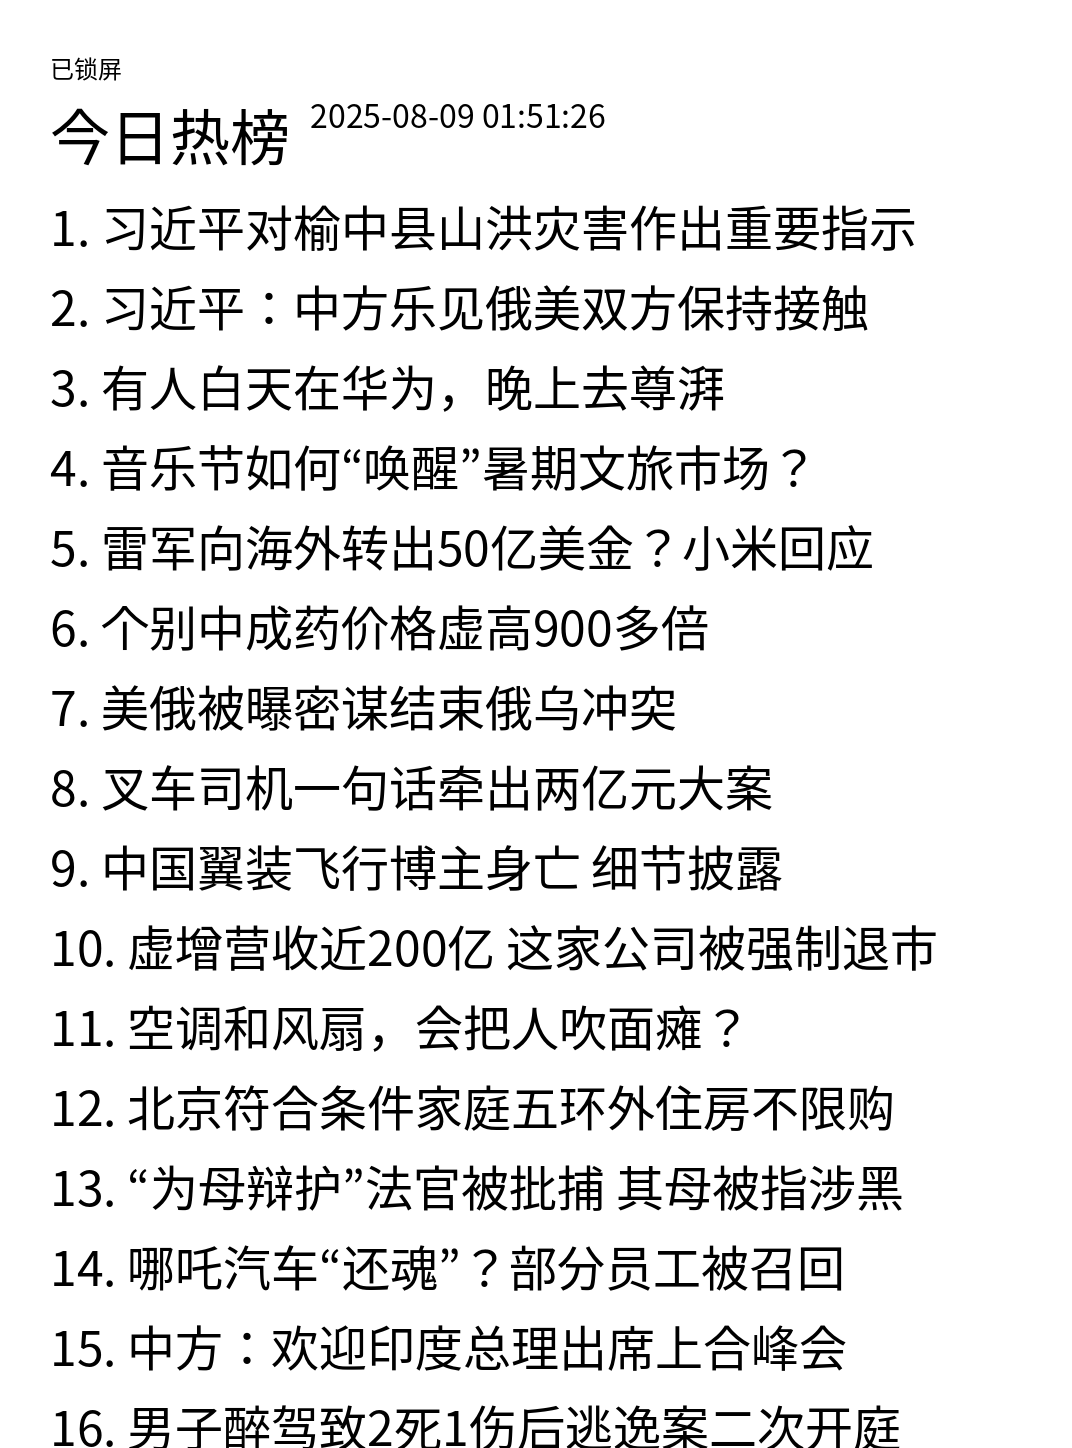 已锁屏
今日热榜 2025-08-09 01:51:26
1. 习近平对榆中县山洪灾害作出重要指示
2. 习近平：中方乐见俄美双方保持接触
3. 有人白天在华为，晚上去尊湃
4. 音乐节如何“唤醒”暑期文旅市场？
5. 雷军向海外转出50亿美金？小米回应
6. 个别中成药价格虚高900多倍
7. 美俄被曝密谋结束俄乌冲突
8. 叉车司机一句话牵出两亿元大案
9. 中国翼装飞行博主身亡 细节披露
10. 虚增营收近200亿 这家公司被强制退市
11. 空调和风扇，会把人吹面瘫？
12. 北京符合条件家庭五环外住房不限购
13. “为母辩护”法官被批捕 其母被指涉黑
14. 哪吒汽车“还魂”？部分员工被召回
15. 中方：欢迎印度总理出席上合峰会
16. 男子醉驾致2死1伤后逃逸案二次开庭